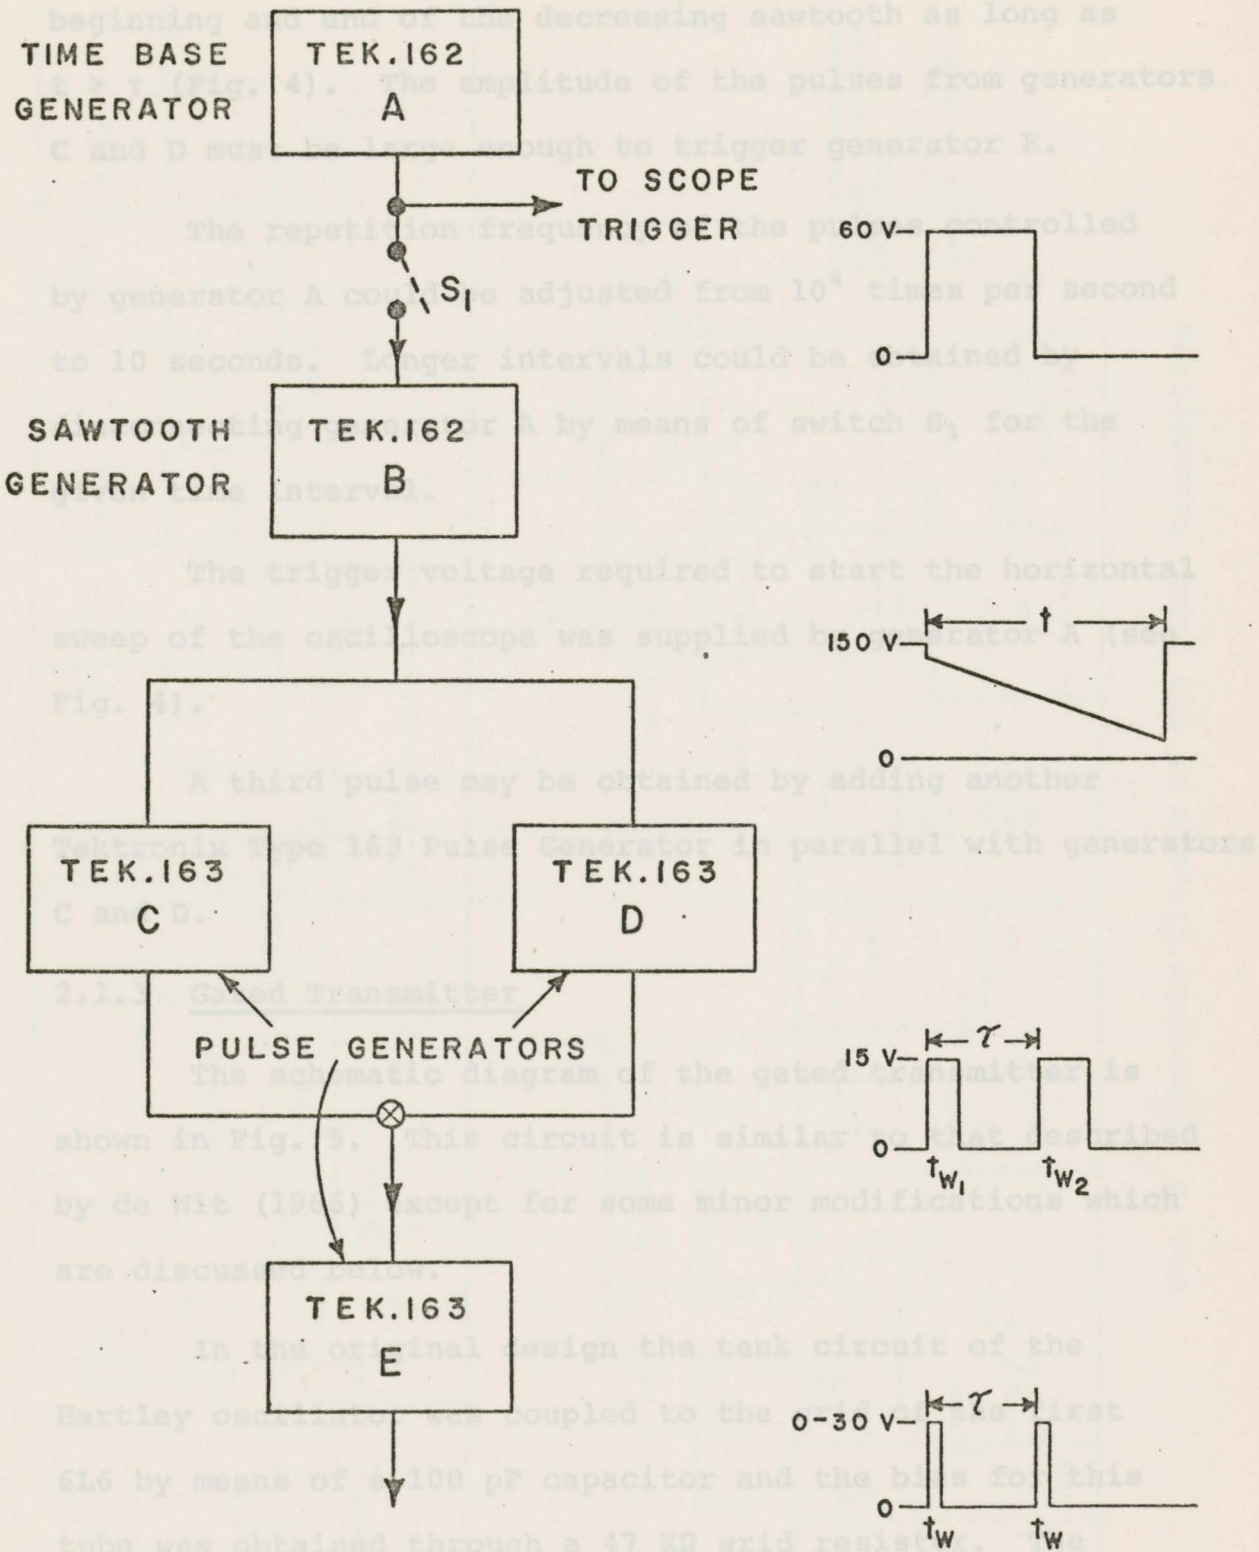 TIME BASE
GENERATOR
TEK.162
A
TO SCOPE
TRIGGER
S₁
60 V
0
SAWTOOTH
GENERATOR
TEK.162
B
t
150 V
0
TEK.163
C
TEK.163
D
PULSE GENERATORS
τ
15 V
0
tw₁
tw₂
TEK.163
E
τ
0-30 V
0
tw
tw
beginning and end of the decreasing sawtooth as long as
t > τ (Fig. 4). The amplitude of the pulses from generators
C and D must be large enough to trigger generator E.
The repetition frequency of the pulses controlled
by generator A could be adjusted from 10⁴ times per second
to 10 seconds. Longer intervals could be obtained by
disconnecting generator A by means of switch S₁ for the
given time interval.
The trigger voltage required to start the horizontal
sweep of the oscilloscope was supplied by generator A (see
Fig. 4).
A third pulse may be obtained by adding another
Tektronix Type 163 Pulse Generator in parallel with generators
C and D.
2.1.3 Gated Transmitter
The schematic diagram of the gated transmitter is
shown in Fig. 5. This circuit is similar to that described
by de Wit (1966) except for some minor modifications which
are discussed below.
In the original design the tank circuit of the
Hartley oscillator was coupled to the grid of the first
6L6 by means of a 100 pF capacitor and the bias for this
tube was obtained through a 47 KΩ grid resistor. The